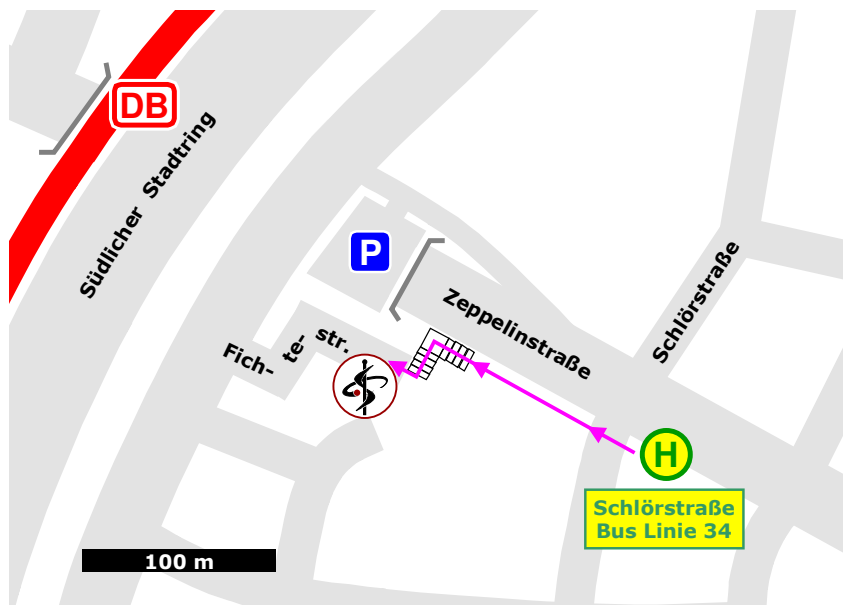 DB
Südlicher Stadtring
P
Schlörstraße
Zeppelinstraße
Fich-
te-
str.
H
Schlörstraße
Bus Linie 34
100 m